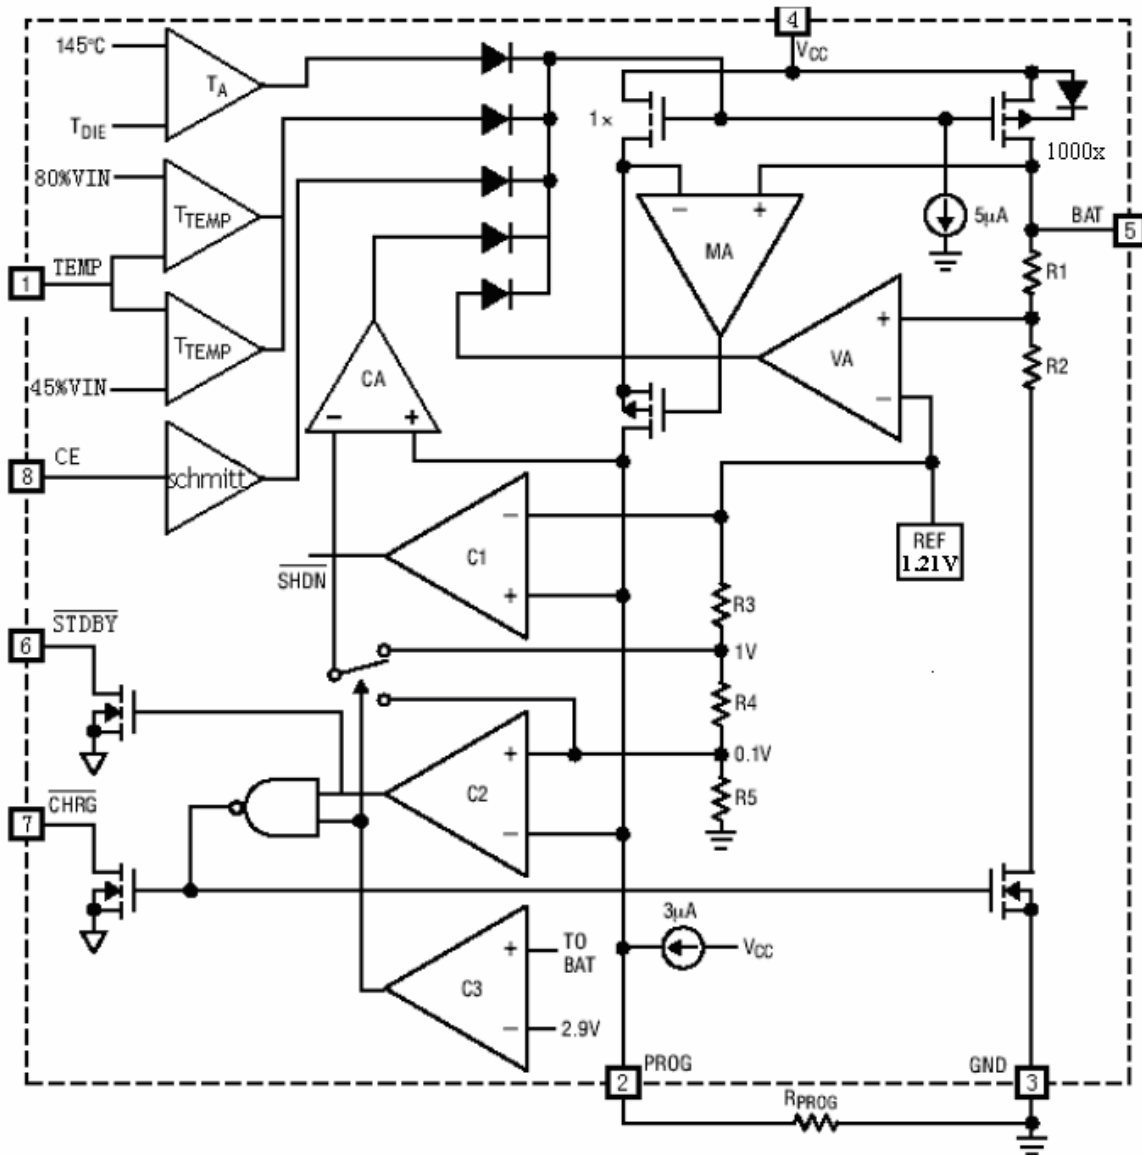 4
145°C
VCC
TA
1×
TDIE
1000x
80%VIN
TTEMP
5μA
BAT
5
MA
1
TEMP
R1
TTEMP
VA
R2
45%VIN
CA
8
CE
schmitt
REF
1.21V
C1
SHDN
R3
6
STDBY
1V
R4
0.1V
7
CHRG
C2
R5
3μA
TO
BAT
VCC
C3
2.9V
2
PROG
GND
3
RPROG
+
−